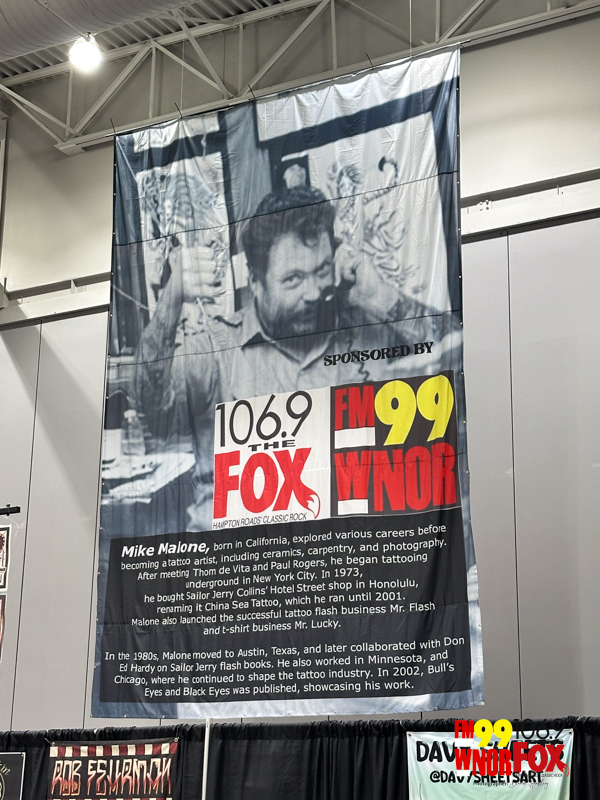 SPONSORED BY
106.9
THE
FOX
HAMPTON ROADS' CLASSIC ROCK
FM99
WNOR
Mike Malone, born in California, explored various careers before
becoming a tattoo artist, including ceramics, carpentry, and photography.
After meeting Thom de Vita and Paul Rogers, he began tattooing
underground in New York City. In 1973,
he bought Sailor Jerry Collins' Hotel Street shop in Honolulu,
renaming it China Sea Tattoo, which he ran until 2001.
Malone also launched the successful tattoo flash business Mr. Flash
and t-shirt business Mr. Lucky.
In the 1980s, Malone moved to Austin, Texas, and later collaborated with Don
Ed Hardy on Sailor Jerry flash books. He also worked in Minnesota, and
Chicago, where he continued to shape the tattoo industry. In 2002, Bull's
Eyes and Black Eyes was published, showcasing his work.
ROB
FM99 106.9
WNOR FOX
CLASSIC ROCK
@DAVYSHEETSART